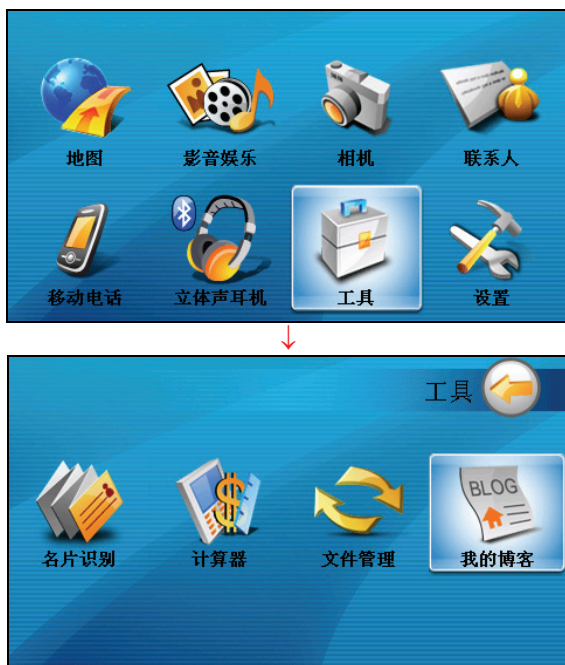 地图 影音娱乐 相机 联系人
移动电话 立体声耳机 工具 设置
↓
工具
BLOG
名片识别 计算器 文件管理 我的博客